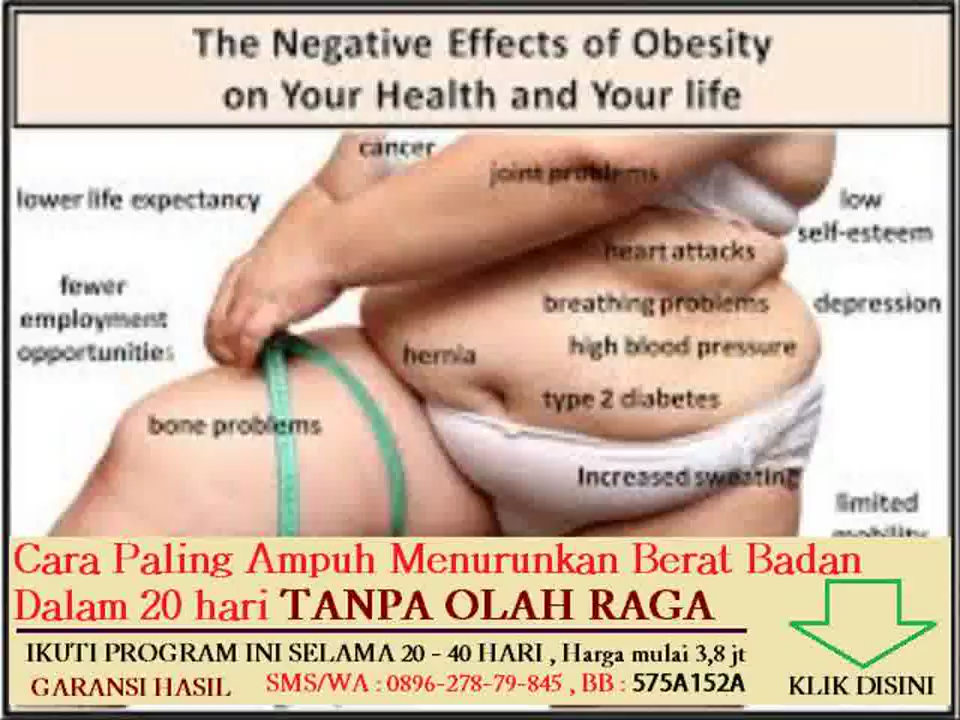 The Negative Effects of Obesity
on Your Health and Your life
cancer
joint problems
lower life expectancy
low
self-esteem
heart attacks
fewer
employment
opportunities
breathing problems
depression
hernia
high blood pressure
type 2 diabetes
bone problems
Increased sweating
limited
mobility
Cara Paling Ampuh Menurunkan Berat Badan
Dalam 20 hari TANPA OLAH RAGA
IKUTI PROGRAM INI SELAMA 20 - 40 HARI , Harga mulai 3,8 jt
GARANSI HASIL SMS/WA : 0896-278-79-845 , BB : 575A152A
KLIK DISINI